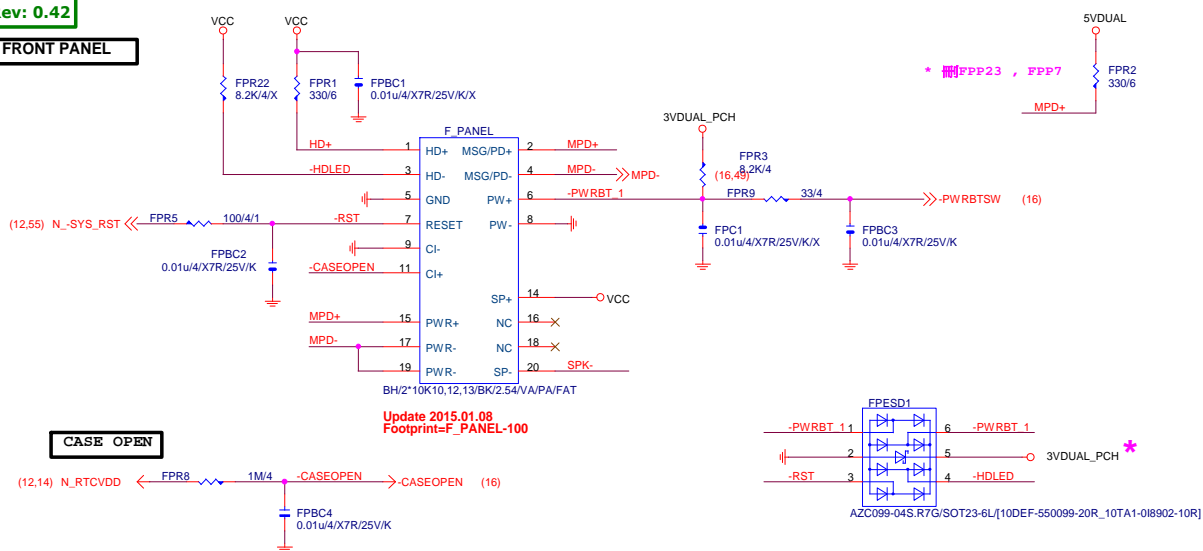 Rev: 0.42
FRONT PANEL
VCC
VCC
5VDUAL
FPR22
8.2K/4/X
FPR1
330/6
FPBC1
0.01u/4/X7R/25V/K/X
* FPP23 , FPP7
FPR2
330/6
MPD+
3VDUAL_PCH
F_PANEL
HD+
1
HD+
MSG/PD+
2
MPD+
FPR3
8.2K/4
-HDLED
3
HD-
MSG/PD-
4
MPD-
MPD-
(16,49)
5
GND
PW+
6
-PWRBT_1
FPR9
33/4
-PWRBTSW
(16)
(12,55)
N_-SYS_RST
FPR5
100/4/1
-RST
7
RESET
PW-
8
FPBC2
0.01u/4/X7R/25V/K
9
CI-
FPC1
0.01u/4/X7R/25V/K/X
FPBC3
0.01u/4/X7R/25V/K
-CASEOPEN
11
CI+
SP+
14
VCC
MPD+
15
PWR+
NC
16
MPD-
17
PWR-
NC
18
19
PWR-
SP-
20
SPK-
BH/2*10K10,12,13/BK/2.54/VA/PA/FAT
Update 2015.01.08
Footprint=F_PANEL-100
CASE OPEN
(12,14)
N_RTCVDD
FPR8
1M/4
-CASEOPEN
-CASEOPEN
(16)
FPBC4
0.01u/4/X7R/25V/K
FPESD1
-PWRBT_1
1
6
-PWRBT_1
2
5
3VDUAL_PCH
*
-RST
3
4
-HDLED
AZC099-04S.R7G/SOT23-6L/[10DEF-550099-20R_10TA1-0I8902-10R]